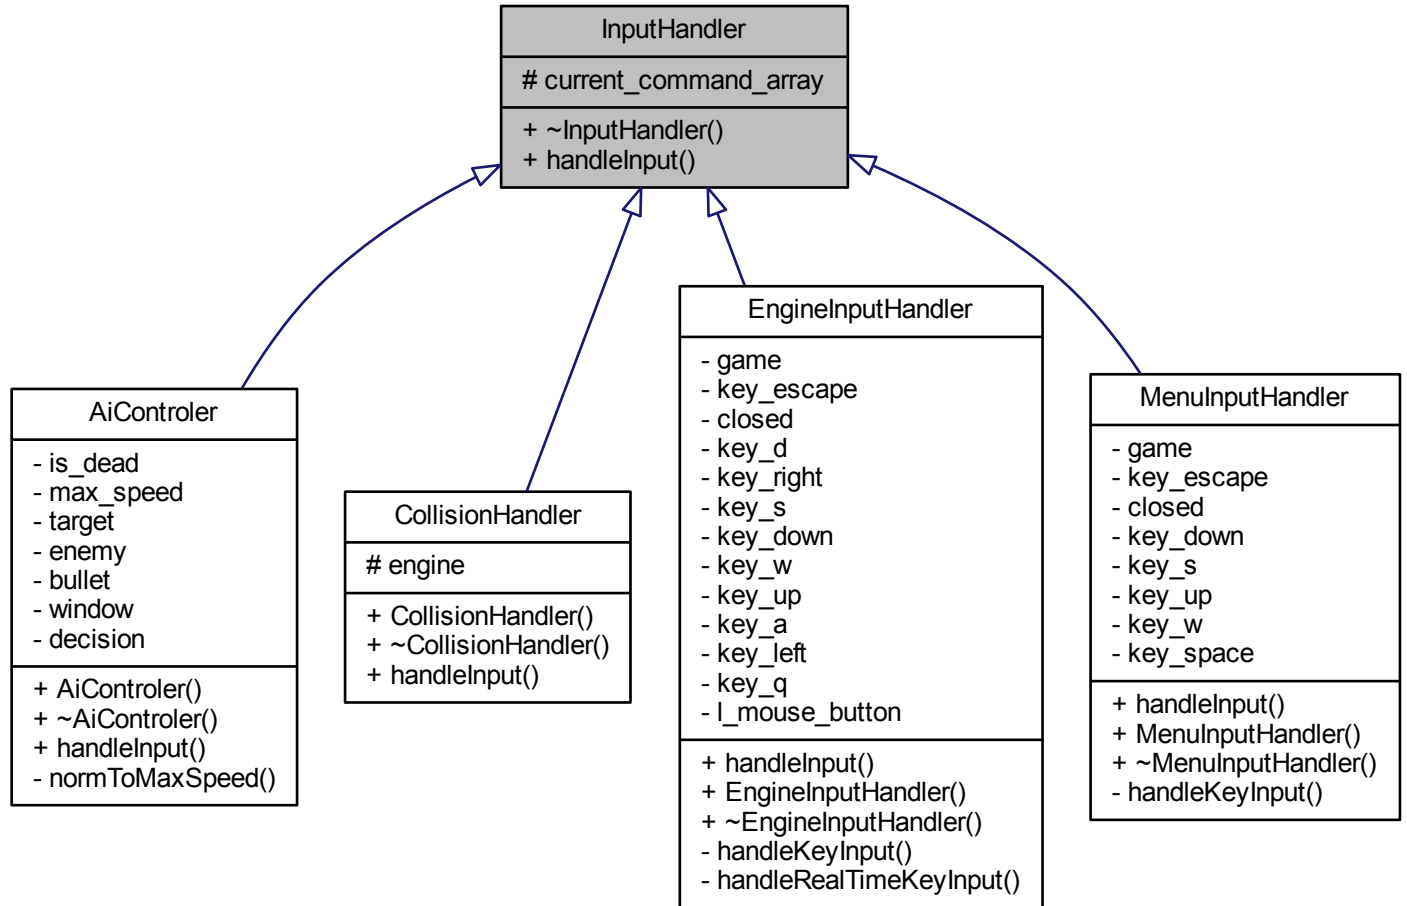 InputHandler
# current_command_array
+ ~InputHandler()
+ handleInput()
AiControler
- is_dead
- max_speed
- target
- enemy
- bullet
- window
- decision
+ AiControler()
+ ~AiControler()
+ handleInput()
- normToMaxSpeed()
CollisionHandler
# engine
+ CollisionHandler()
+ ~CollisionHandler()
+ handleInput()
EngineInputHandler
- game
- key_escape
- closed
- key_d
- key_right
- key_s
- key_down
- key_w
- key_up
- key_a
- key_left
- key_q
- l_mouse_button
+ handleInput()
+ EngineInputHandler()
+ ~EngineInputHandler()
- handleKeyInput()
- handleRealTimeKeyInput()
MenuInputHandler
- game
- key_escape
- closed
- key_down
- key_s
- key_up
- key_w
- key_space
+ handleInput()
+ MenuInputHandler()
+ ~MenuInputHandler()
- handleKeyInput()